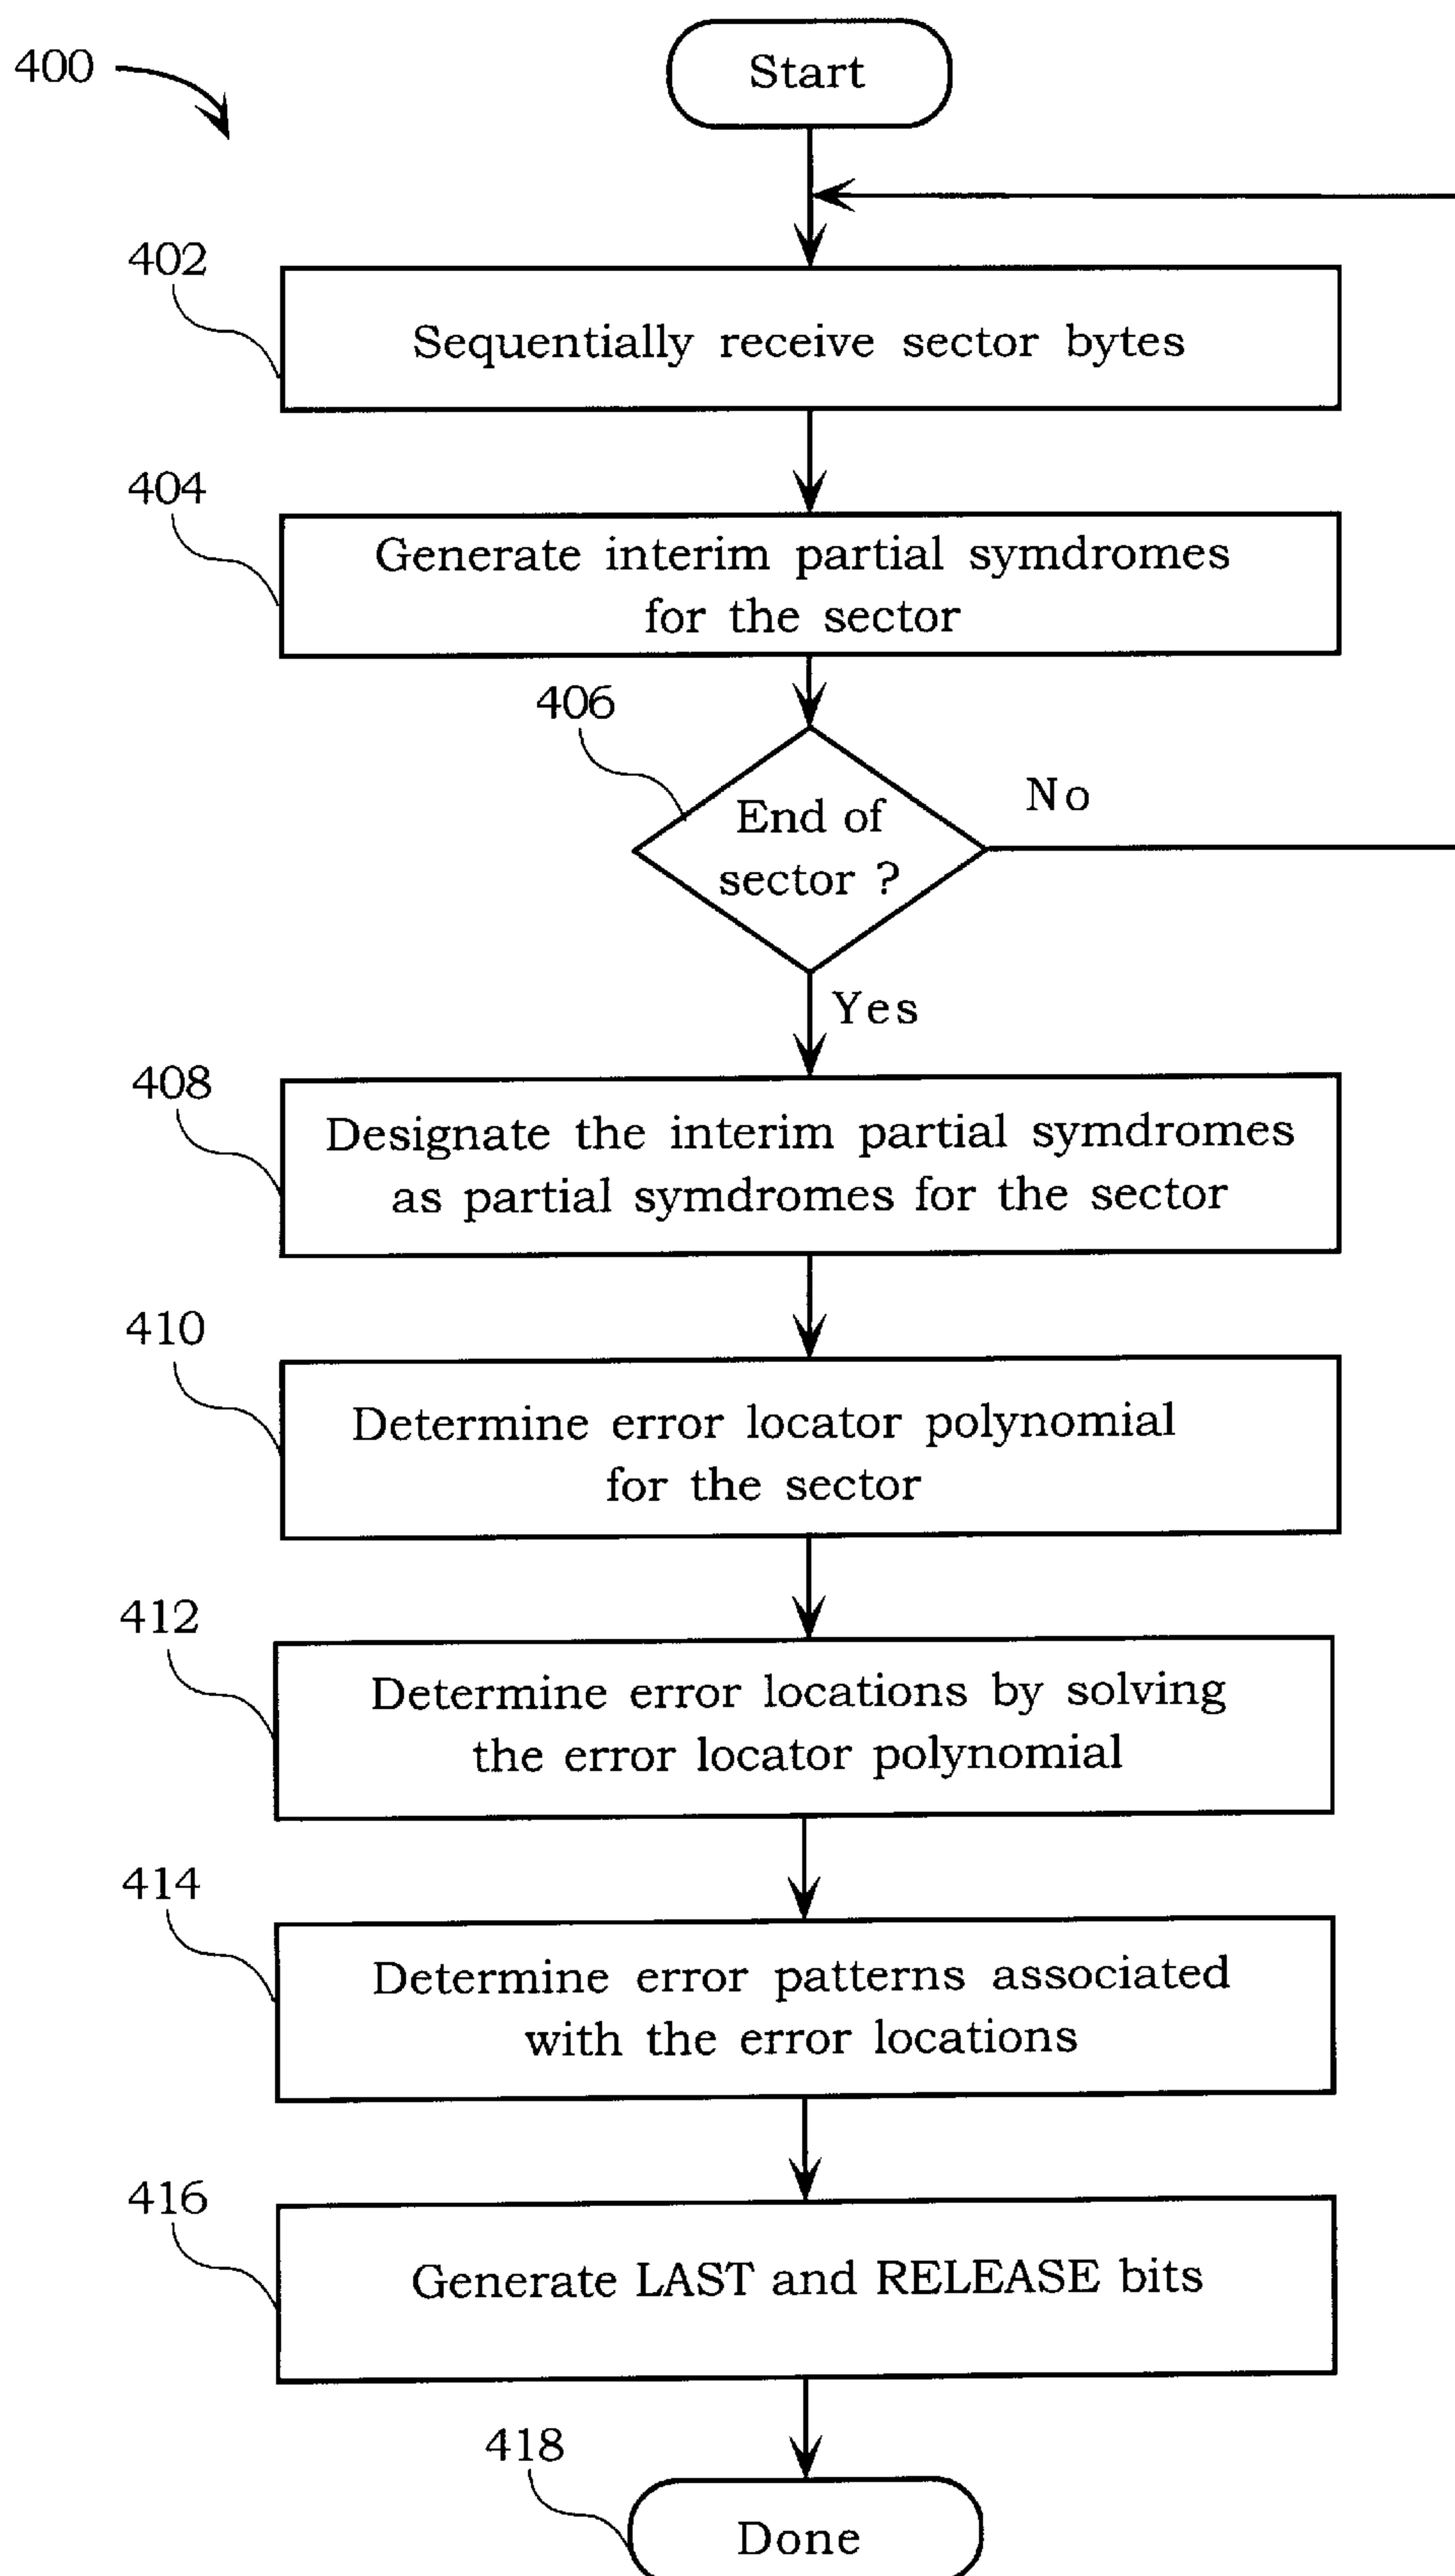 400
Start
402
Sequentially receive sector bytes
404
Generate interim partial symdromes
for the sector
406
End of
sector ?
No
Yes
408
Designate the interim partial symdromes
as partial symdromes for the sector
410
Determine error locator polynomial
for the sector
412
Determine error locations by solving
the error locator polynomial
414
Determine error patterns associated
with the error locations
416
Generate LAST and RELEASE bits
418
Done